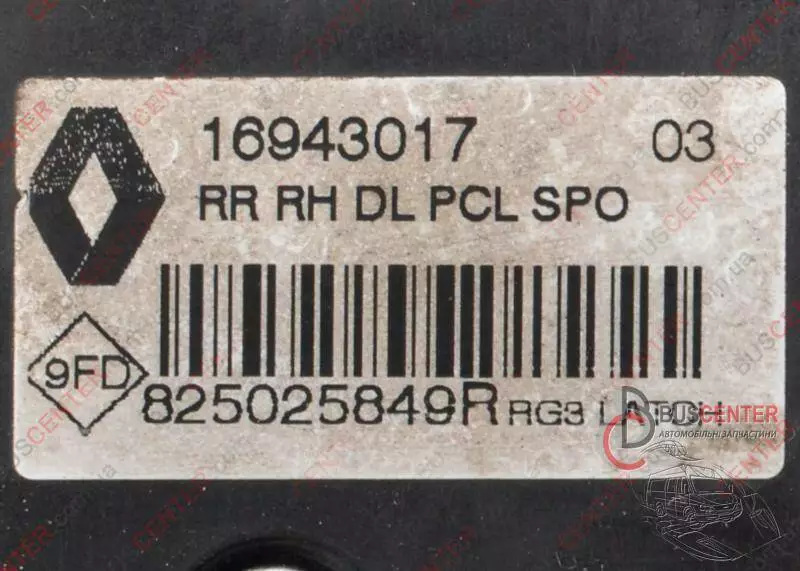 16943017 03
RR RH DL PCL SPO
9FD
825025849R RG3 LATCH
BUSCENTER
АВТОМОБІЛЬНІ ЗАПЧАСТИНИ